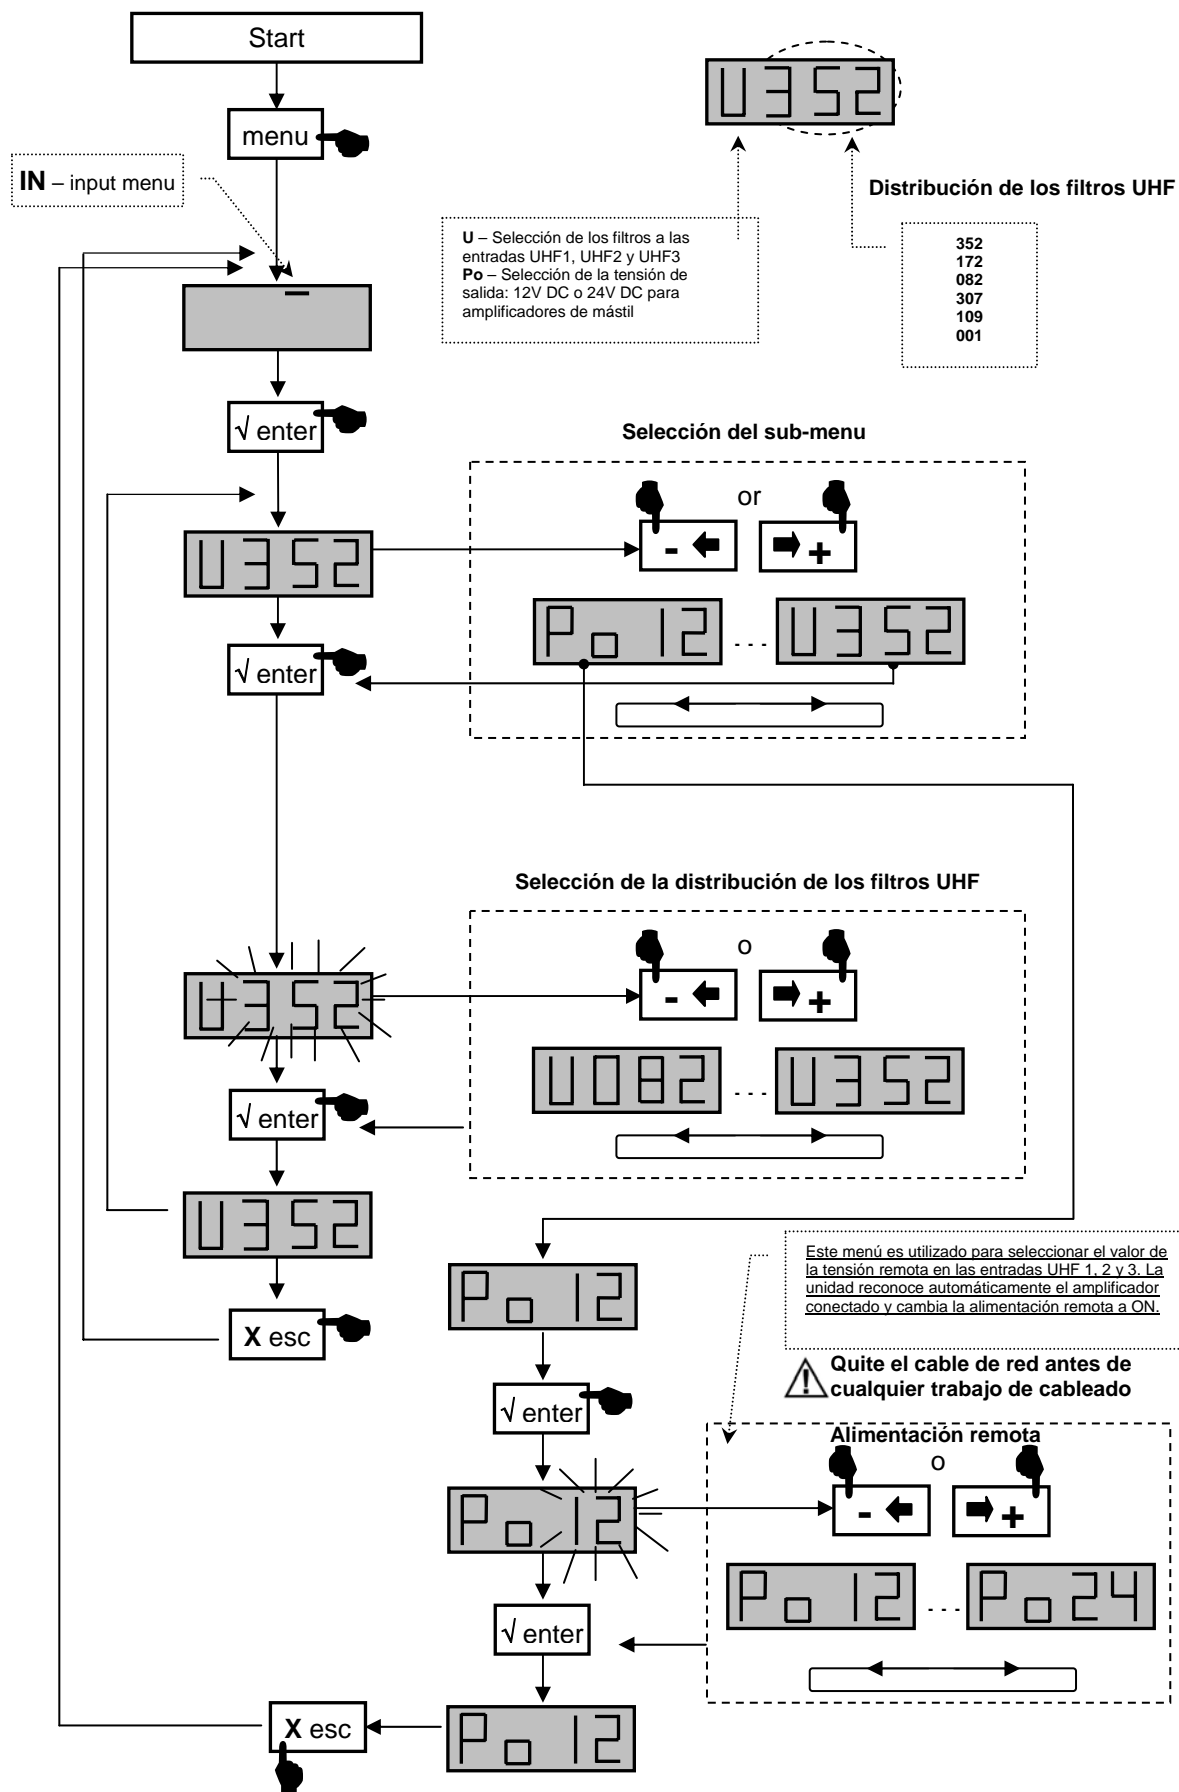 Start
U352
menu
IN – input menu
Distribución de los filtros UHF
U – Selección de los filtros a las
entradas UHF1, UHF2 y UHF3
Po – Selección de la tensión de
salida: 12V DC o 24V DC para
amplificadores de mástil
352
172
082
307
109
001
√ enter
Selección del sub-menu
or
- +
U352
Po 12 . . . U352
√ enter
Selección de la distribución de los filtros UHF
o
- +
U352
U082 . . . U352
√ enter
U352
X esc
Este menú es utilizado para seleccionar el valor de
la tensión remota en las entradas UHF 1, 2 y 3. La
unidad reconoce automáticamente el amplificador
conectado y cambia la alimentación remota a ON.
Po 12
Quite el cable de red antes de
cualquier trabajo de cableado
√ enter
Alimentación remota
o
- +
Po 12
Po 12 . . . Po 24
√ enter
X esc
Po 12